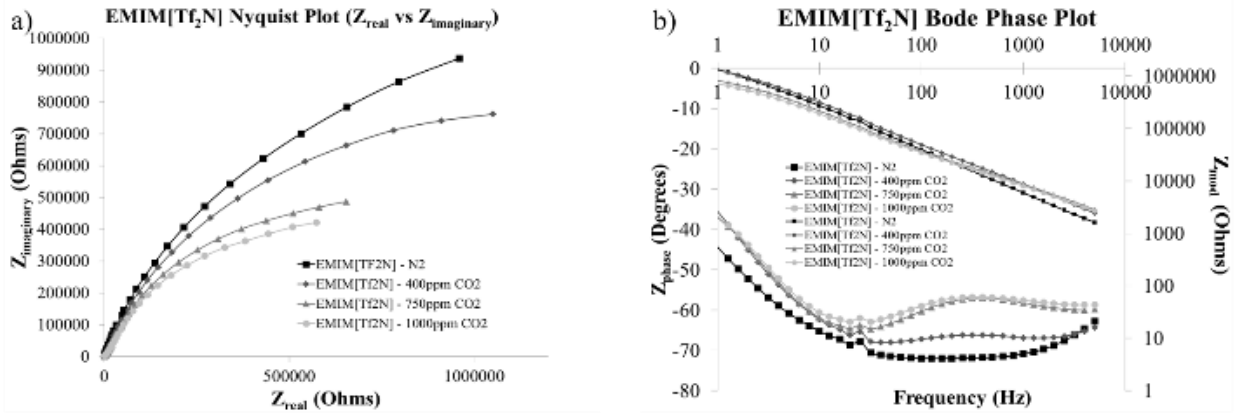 a)
EMIM[Tf2N] Nyquist Plot (Zreal vs Zimaginary)
1000000
900000
800000
700000
600000
500000
400000
300000
200000
100000
0
Zimaginary (Ohms)
EMIM[TF2N] - N2
EMIM[Tf2N] - 400ppm CO2
EMIM[Tf2N] - 750ppm CO2
EMIM[Tf2N] - 1000ppm CO2
0 500000 1000000
Zreal (Ohms)
b)
EMIM[Tf2N] Bode Phase Plot
1 10 100 1000 10000
0
-10
-20
-30
-40
-50
-60
-70
-80
1 10 100 1000 10000
Zphase (Degrees)
EMIM[Tf2N] - N2
EMIM[Tf2N] - 400ppm CO2
EMIM[Tf2N] - 750ppm CO2
EMIM[Tf2N] - 1000ppm CO2
EMIM[Tf2N] - N2
EMIM[Tf2N] - 400ppm CO2
EMIM[Tf2N] - 750ppm CO2
EMIM[Tf2N] - 1000ppm CO2
1000000
100000
10000
1000
100
10
1
Zmod (Ohms)
Frequency (Hz)